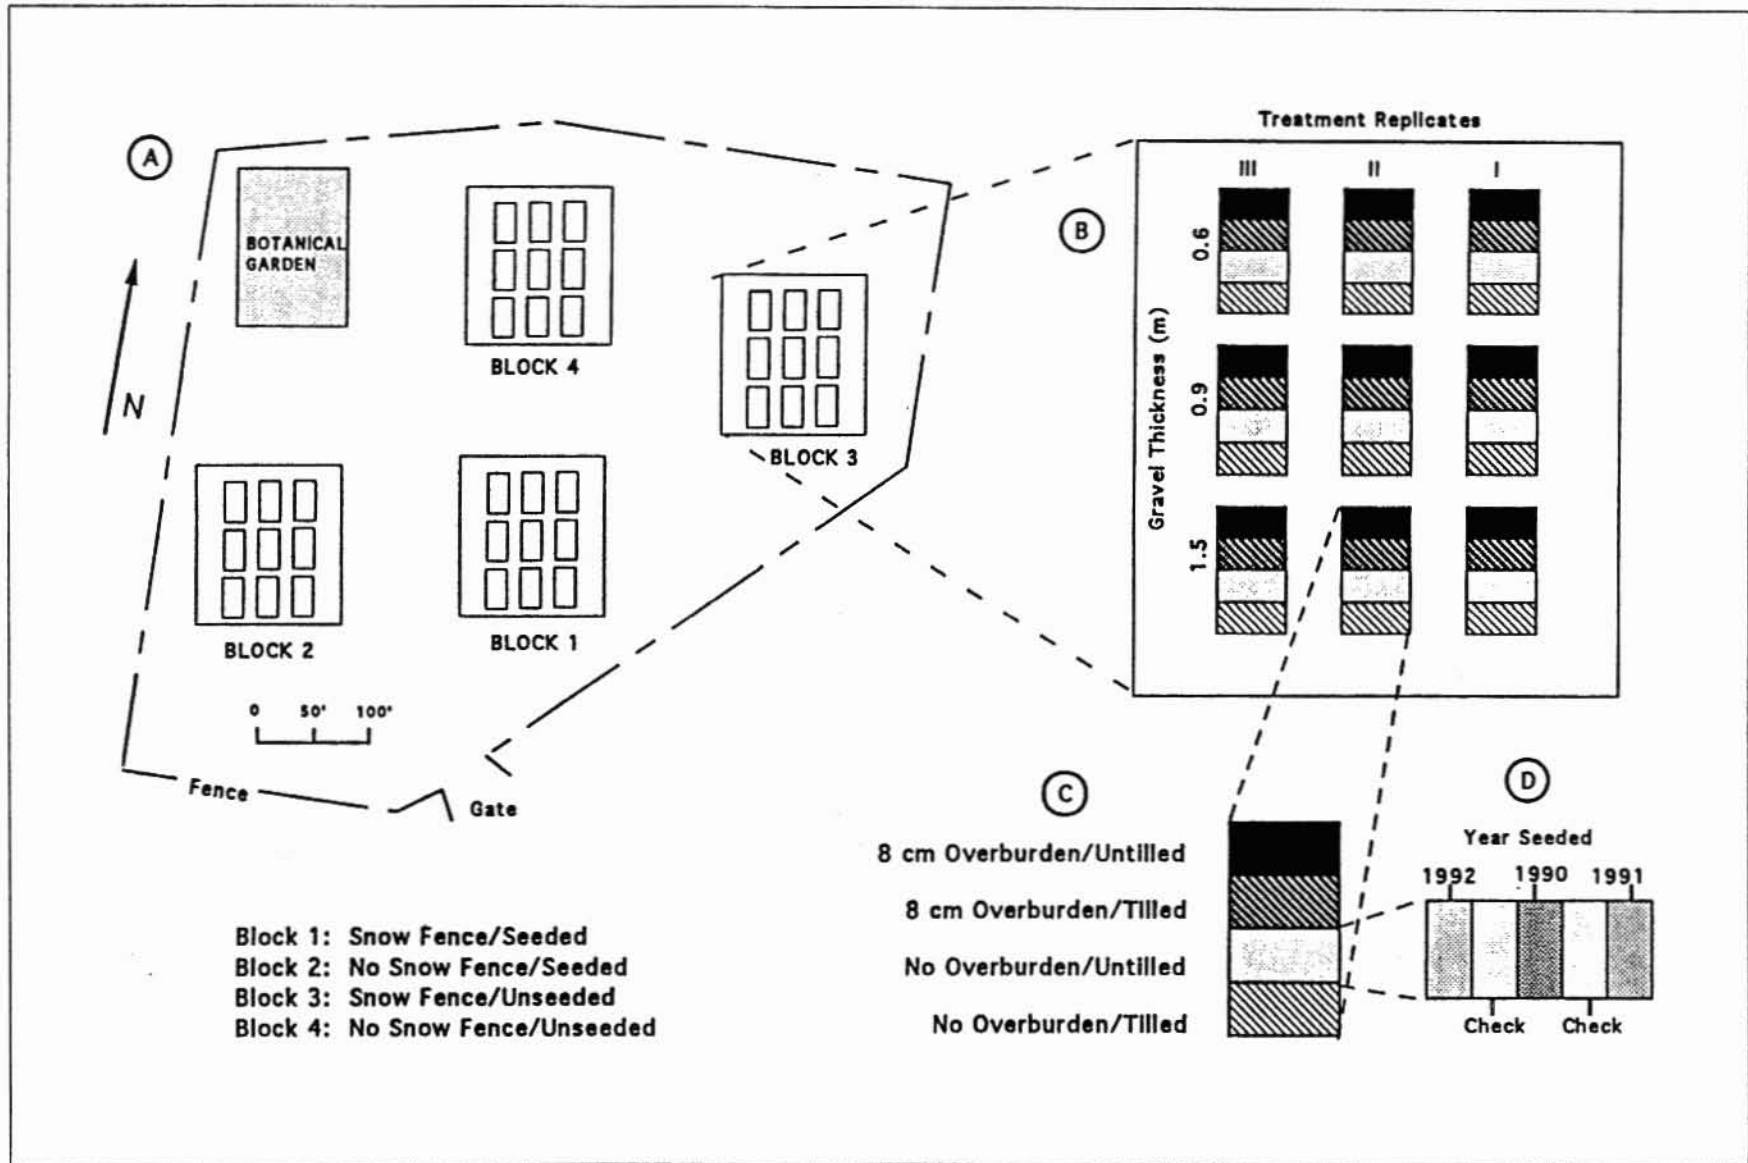 A
BOTANICAL
GARDEN
N
BLOCK 4
BLOCK 3
BLOCK 2
BLOCK 1
0 50' 100'
Fence
Gate
Block 1: Snow Fence/Seeded
Block 2: No Snow Fence/Seeded
Block 3: Snow Fence/Unseeded
Block 4: No Snow Fence/Unseeded
Treatment Replicates
B
III II I
Gravel Thickness (m)
0.6
0.9
1.5
C
8 cm Overburden/Untilled
8 cm Overburden/Tilled
No Overburden/Untilled
No Overburden/Tilled
D
Year Seeded
1992 1990 1991
Check Check